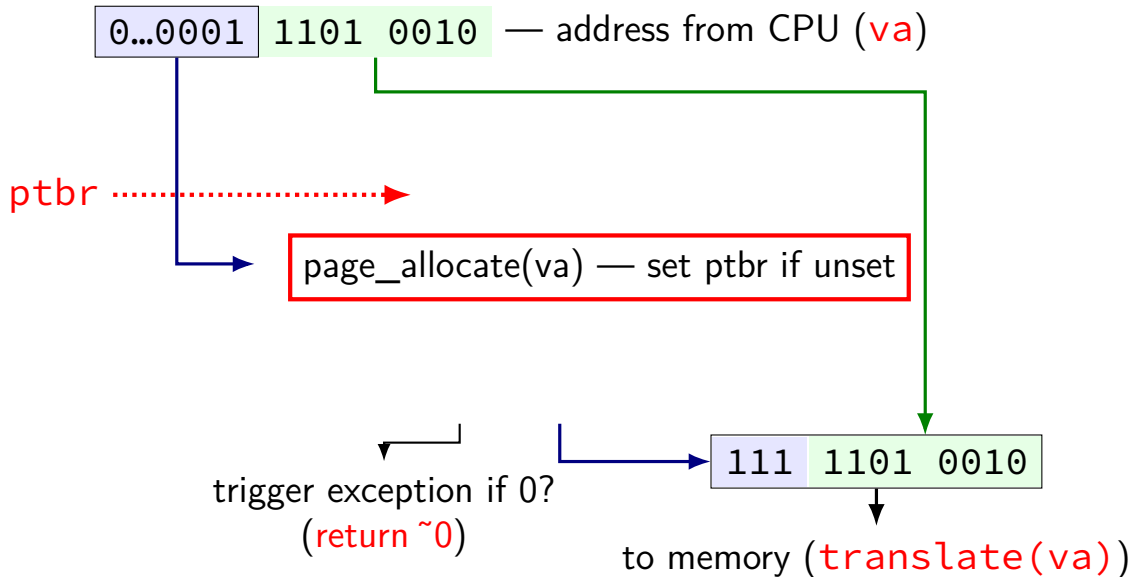 0…0001 1101 0010 — address from CPU (va)
ptbr
page_allocate(va) — set ptbr if unset
111 1101 0010
trigger exception if 0?
(return ~0)
to memory (translate(va))